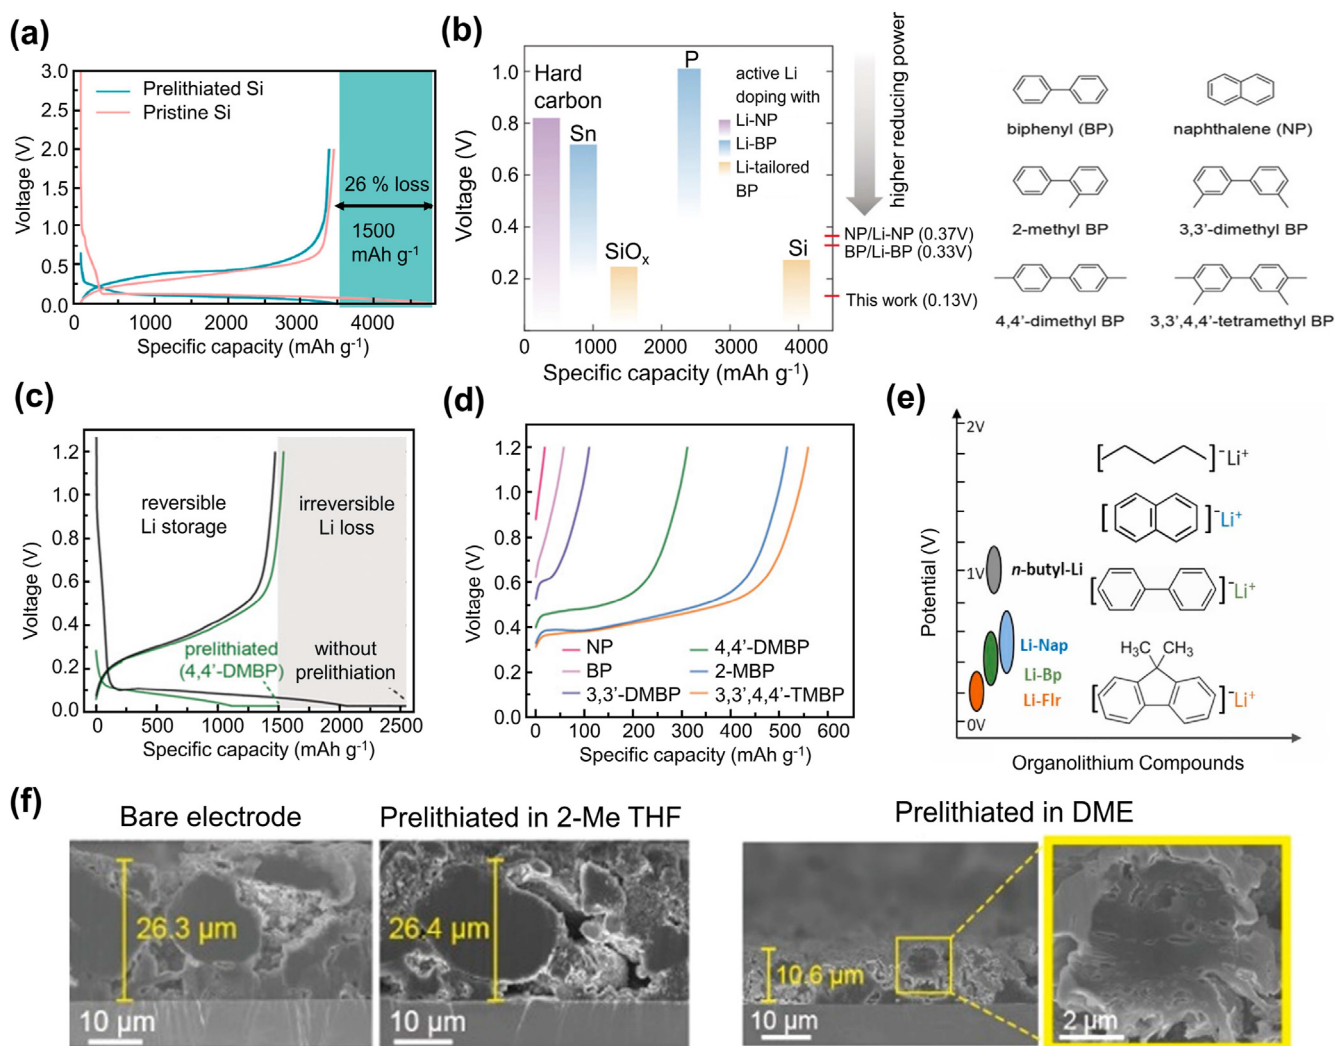 (a)
3.0
2.5
2.0
1.5
1.0
0.5
0.0
Voltage (V)
Prelithiated Si
Pristine Si
26 % loss
1500
mAh g⁻¹
0
1000
2000
3000
4000
Specific capacity (mAh g⁻¹)
(b)
1.0
0.8
0.6
0.4
0.2
Voltage (V)
Hard
carbon
Sn
SiOₓ
P
Si
active Li
doping with
Li-NP
Li-BP
Li-tailored
BP
0
1000
2000
3000
4000
Specific capacity (mAh g⁻¹)
higher reducing power
NP/Li-NP (0.37V)
BP/Li-BP (0.33V)
This work (0.13V)
biphenyl (BP)
naphthalene (NP)
2-methyl BP
3,3'-dimethyl BP
4,4'-dimethyl BP
3,3',4,4'-tetramethyl BP
(c)
1.2
1.0
0.8
0.6
0.4
0.2
0.0
Voltage (V)
reversible
Li storage
irreversible
Li loss
prelithiated
(4,4'-DMBP)
without
prelithiation
0
500
1000
1500
2000
2500
Specific capacity (mAh g⁻¹)
(d)
1.2
1.0
0.8
0.6
0.4
0.2
0.0
Voltage (V)
NP
BP
3,3'-DMBP
4,4'-DMBP
2-MBP
3,3',4,4'-TMBP
0
100
200
300
400
500
600
Specific capacity (mAh g⁻¹)
(e)
2V
1V
0V
Potential (V)
n-butyl-Li
Li-Nap
Li-Bp
Li-Flr
[ ]⁻Li⁺
[ ]⁻Li⁺
[ ]⁻Li⁺
H₃C CH₃
[ ]⁻Li⁺
Organolithium Compounds
(f)
Bare electrode
Prelithiated in 2-Me THF
Prelithiated in DME
26.3 µm
10 µm
26.4 µm
10 µm
10.6 µm
10 µm
2 µm